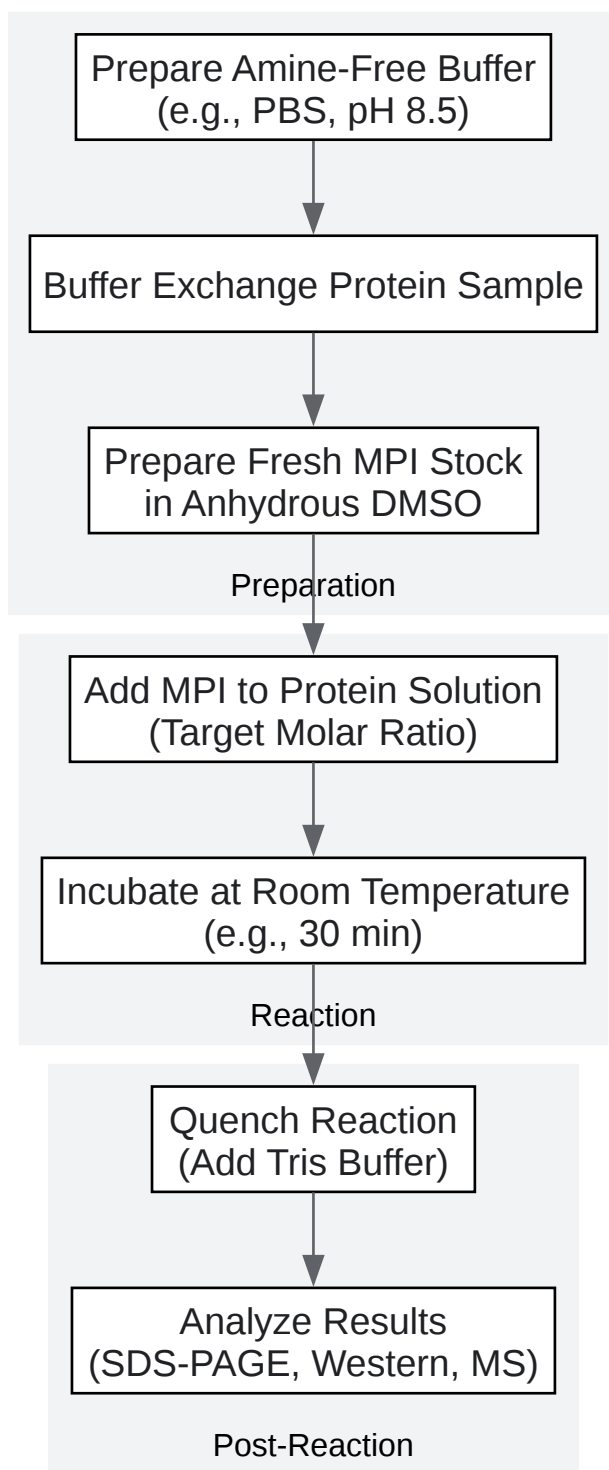 Prepare Amine-Free Buffer
(e.g., PBS, pH 8.5)
Buffer Exchange Protein Sample
Prepare Fresh MPI Stock
in Anhydrous DMSO
Preparation
Add MPI to Protein Solution
(Target Molar Ratio)
Incubate at Room Temperature
(e.g., 30 min)
Reaction
Quench Reaction
(Add Tris Buffer)
Analyze Results
(SDS-PAGE, Western, MS)
Post-Reaction